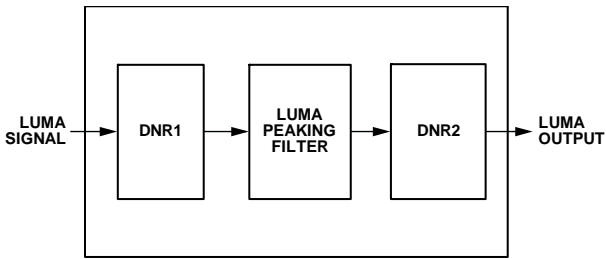 LUMA
SIGNAL
DNR1
LUMA
PEAKING
FILTER
DNR2
LUMA
OUTPUT